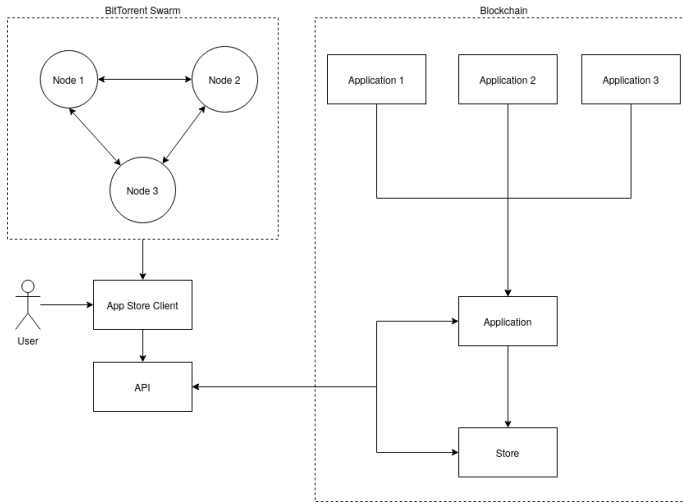 BitTorrent Swarm
Blockchain
Node 1
Node 2
Node 3
Application 1
Application 2
Application 3
App Store Client
User
API
Application
Store